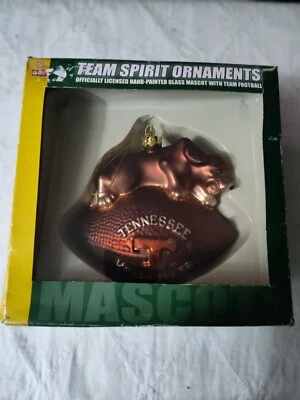 TEAM SPIRIT ORNAMENTS
OFFICIALLY LICENSED HAND-PAINTED GLASS MASCOT WITH TEAM FOOTBALL
TENNESSEE
T
MASCOT